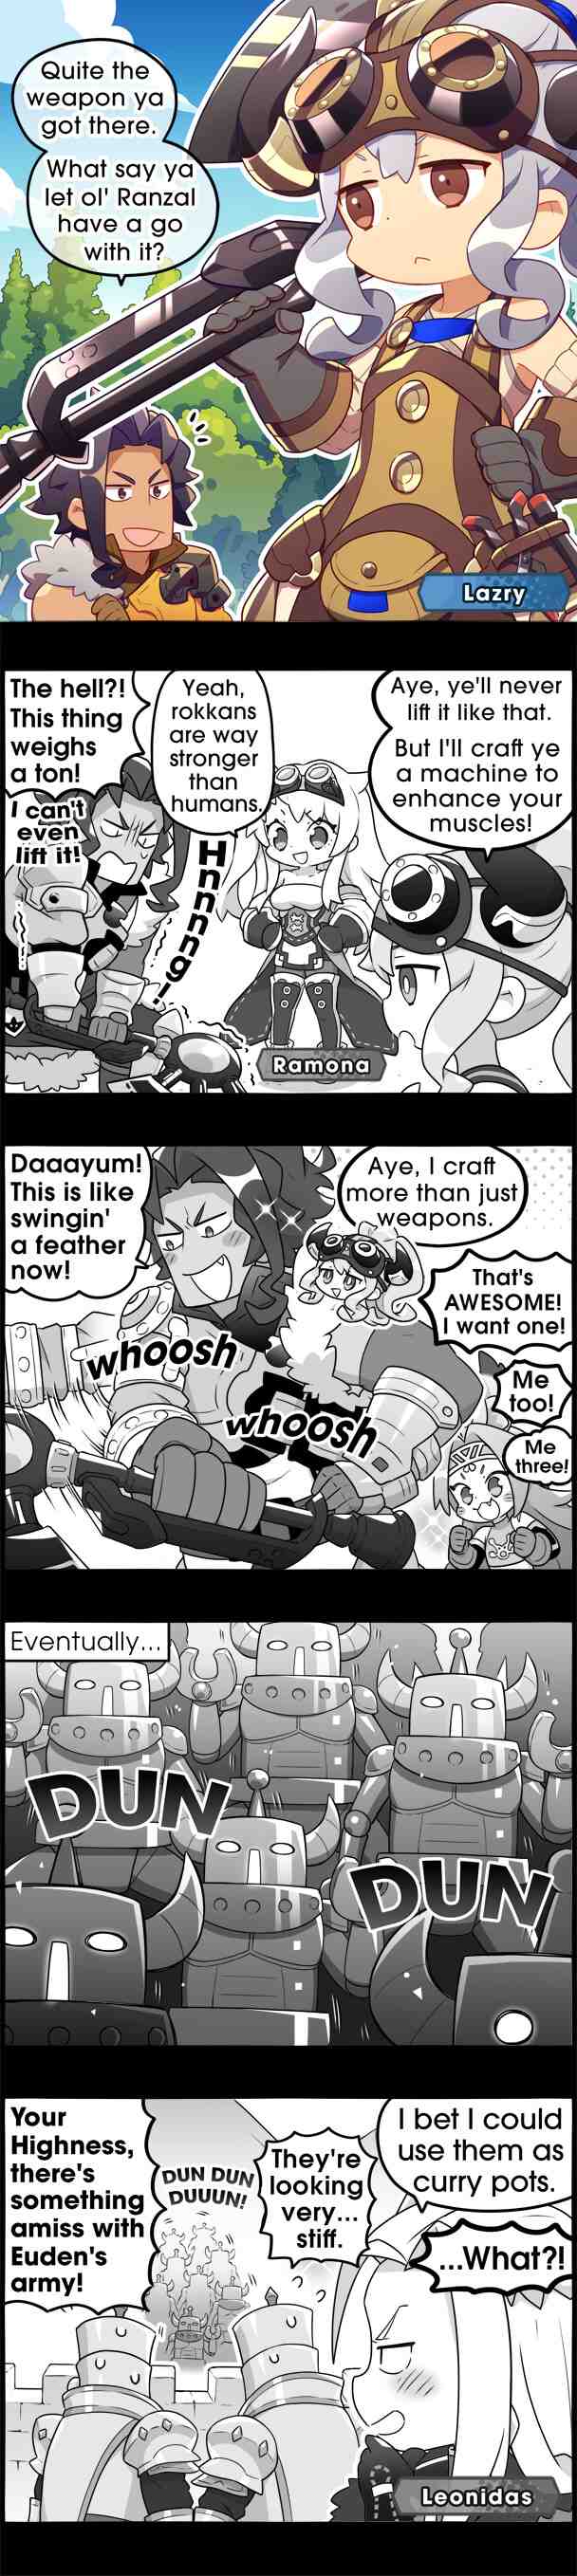 Quite the
weapon ya
got there.
What say ya
let ol' Ranzal
have a go
with it?
Lazry
The hell?!
This thing
weighs
a ton!
I can't
even
lift it!
Hnnnng!
Yeah,
rokkans
are way
stronger
than
humans.
Aye, ye'll never
lift it like that.
But I'll craft ye
a machine to
enhance your
muscles!
Ramona
Daaayum!
This is like
swingin'
a feather
now!
Aye, I craft
more than just
weapons.
That's
AWESOME!
I want one!
Me
too!
Me
three!
whoosh
whoosh
Eventually...
DUN
DUN
Your
Highness,
there's
something
amiss with
Euden's
army!
DUN DUN
DUUUN!
They're
looking
very...
stiff.
I bet I could
use them as
curry pots.
...What?!
Leonidas